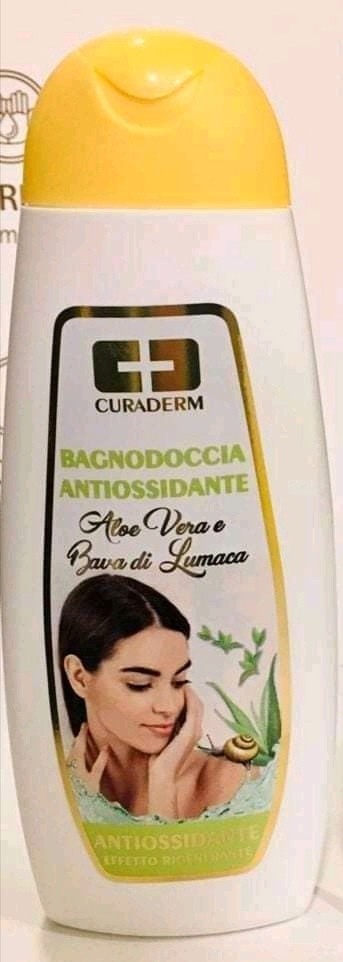 CURADERM
BAGNODOCCIA
ANTIOSSIDANTE
Aloe Vera e
Bava di Lumaca
ANTIOSSIDANTE
EFFETTO RIGENERANTE